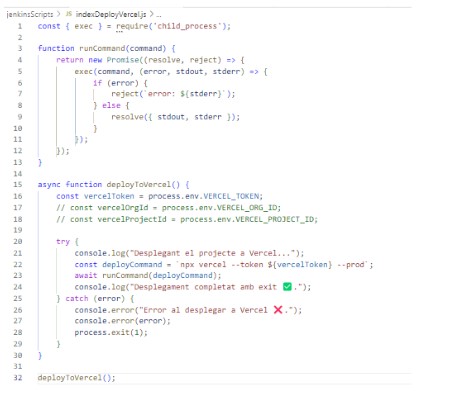 jenkinsScripts > JS indexDeployVercel.js > ...
1 const { exec } = require('child_process');
2
3 function runCommand(command) {
4 return new Promise((resolve, reject) => {
5 exec(command, (error, stdout, stderr) => {
6 if (error) {
7 reject(`error: ${stderr}`);
8 } else {
9 resolve({ stdout, stderr });
10 }
11 });
12 });
13 }
14
15 async function deployToVercel() {
16 const vercelToken = process.env.VERCEL_TOKEN;
17 // const vercelOrgId = process.env.VERCEL_ORG_ID;
18 // const vercelProjectId = process.env.VERCEL_PROJECT_ID;
19
20 try {
21 console.log("Desplegant el projecte a Vercel...");
22 const deployCommand = `npx vercel --token ${vercelToken} --prod`;
23 await runCommand(deployCommand);
24 console.log("Desplegament completat amb exit ✅.");
25 } catch (error) {
26 console.error("Error al desplegar a Vercel ❌.");
27 console.error(error);
28 process.exit(1);
29 }
30 }
31
32 deployToVercel();